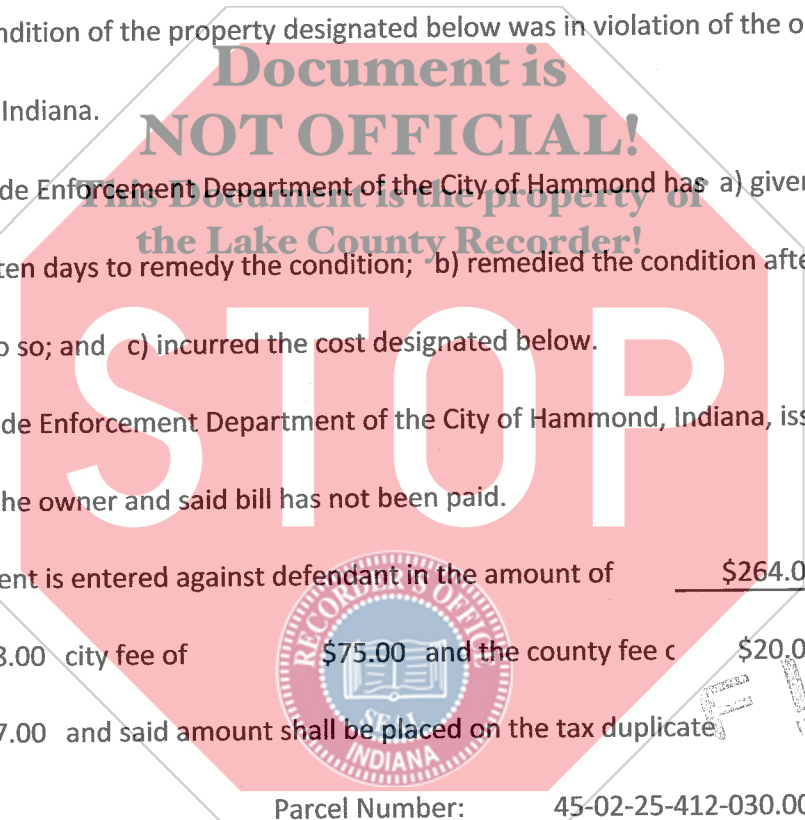 ndition of the property designated below was in violation of the o
Document is
Indiana.
NOT OFFICIAL!
de Enforcement Department of the City of Hammond has a) given
This Document is the property of
the Lake County Recorder!
ten days to remedy the condition; b) remedied the condition afte
o so; and c) incurred the cost designated below.
STOP
de Enforcement Department of the City of Hammond, Indiana, iss
he owner and said bill has not been paid.
ent is entered against defendant in the amount of $264.0
RECORDER'S OFFICE
3.00 city fee of $75.00 and the county fee c $20.0
7.00 and said amount shall be placed on the tax duplicate
SEAL
INDIANA
Parcel Number: 45-02-25-412-030.00